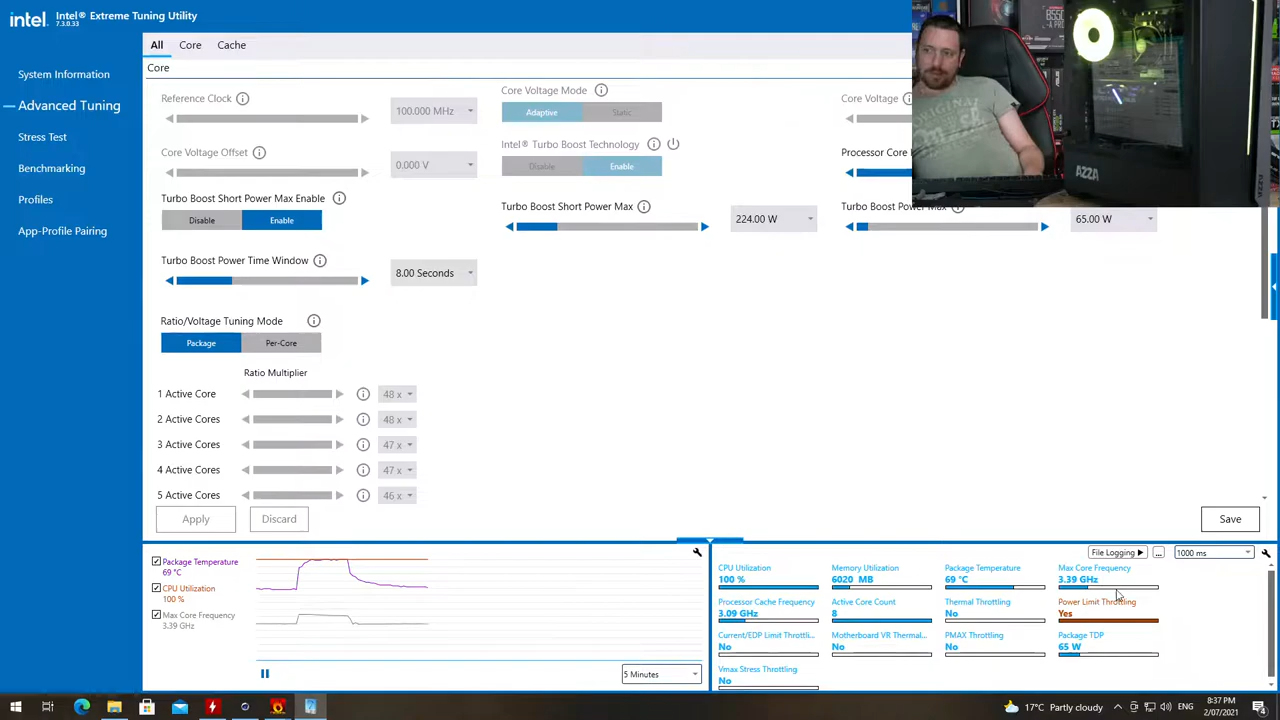 intel.
Intel® Extreme Tuning Utility
7.3.0.33
System Information
Advanced Tuning
Stress Test
Benchmarking
Profiles
App-Profile Pairing
All Core Cache
Core
Reference Clock
100.000 MHz
Core Voltage Mode
Adaptive Static
Core Voltage
Core Voltage Offset
0.000 V
Intel® Turbo Boost Technology
Disable Enable
Processor Core
Turbo Boost Short Power Max Enable
Disable Enable
Turbo Boost Short Power Max
224.00 W
Turbo Boost Power Max
65.00 W
Turbo Boost Power Time Window
8.00 Seconds
Ratio/Voltage Tuning Mode
Package Per-Core
Ratio Multiplier
1 Active Core 48 x
2 Active Cores 48 x
3 Active Cores 47 x
4 Active Cores 47 x
5 Active Cores 46 x
Apply Discard Save
Package Temperature
69 °C
CPU Utilization
100 %
Max Core Frequency
3.39 GHz
5 Minutes
File Logging ... 1000 ms
CPU Utilization Memory Utilization Package Temperature Max Core Frequency
100 % 6020 MB 69 °C 3.39 GHz
Processor Cache Frequency Active Core Count Thermal Throttling Power Limit Throttling
3.09 GHz 8 No Yes
Current/EDP Limit Throttli... Motherboard VR Thermal... PMAX Throttling Package TDP
No No No 65 W
Vmax Stress Throttling
No
17°C Partly cloudy ENG 8:37 PM
2/07/2021
ORIGINAL
AZZA
AZZA
B550